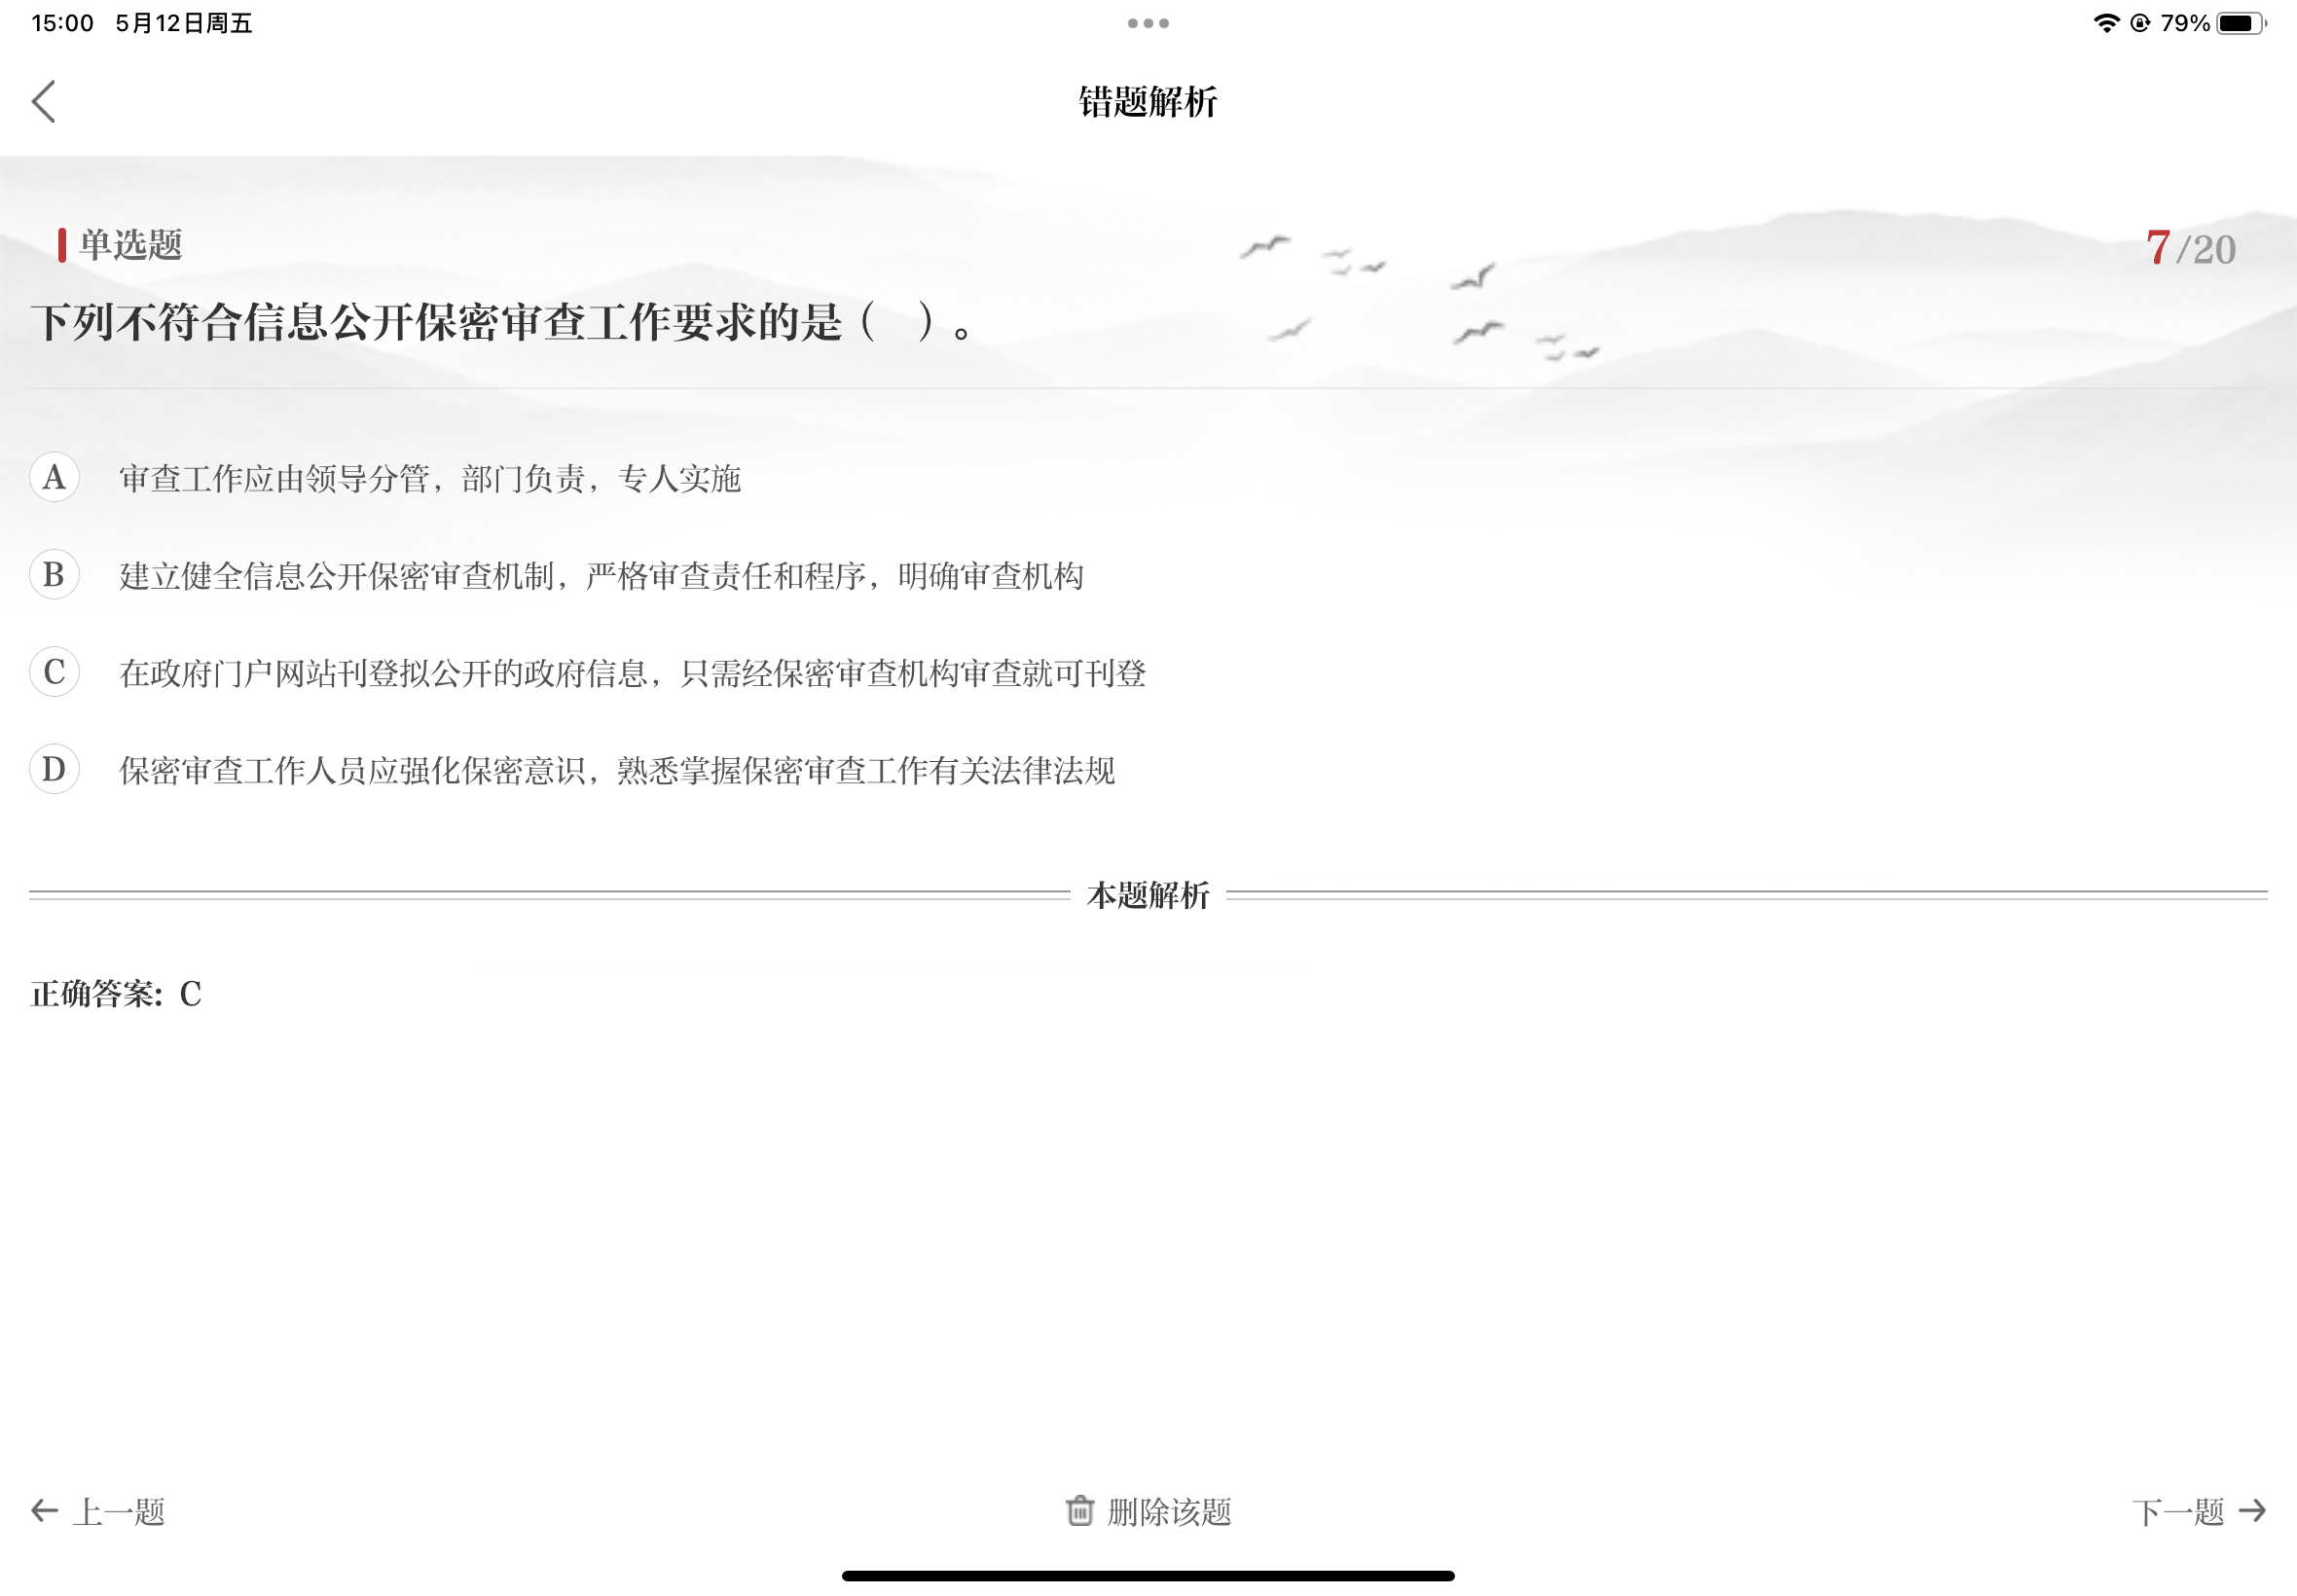 15:00 5月12日周五
79%
错题解析
单选题
7/20
下列不符合信息公开保密审查工作要求的是（ ）。
A 审查工作应由领导分管，部门负责，专人实施
B 建立健全信息公开保密审查机制，严格审查责任和程序，明确审查机构
C 在政府门户网站刊登拟公开的政府信息，只需经保密审查机构审查就可刊登
D 保密审查工作人员应强化保密意识，熟悉掌握保密审查工作有关法律法规
本题解析
正确答案: C
上一题
删除该题
下一题